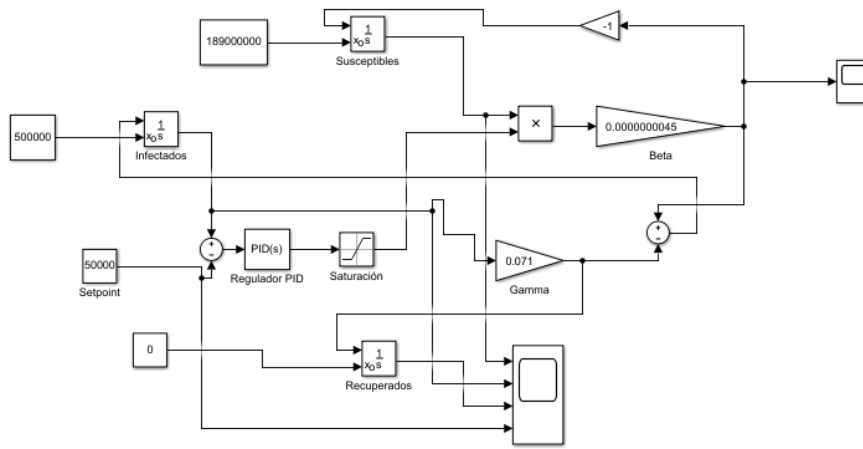 189000000
1
x₀ s
Susceptibles
-1
500000
1
x₀ s
Infectados
×
0.0000000045
Beta
+
−
PID(s)
Regulador PID
Saturación
50000
Setpoint
0.071
Gamma
+
−
0
1
x₀ s
Recuperados